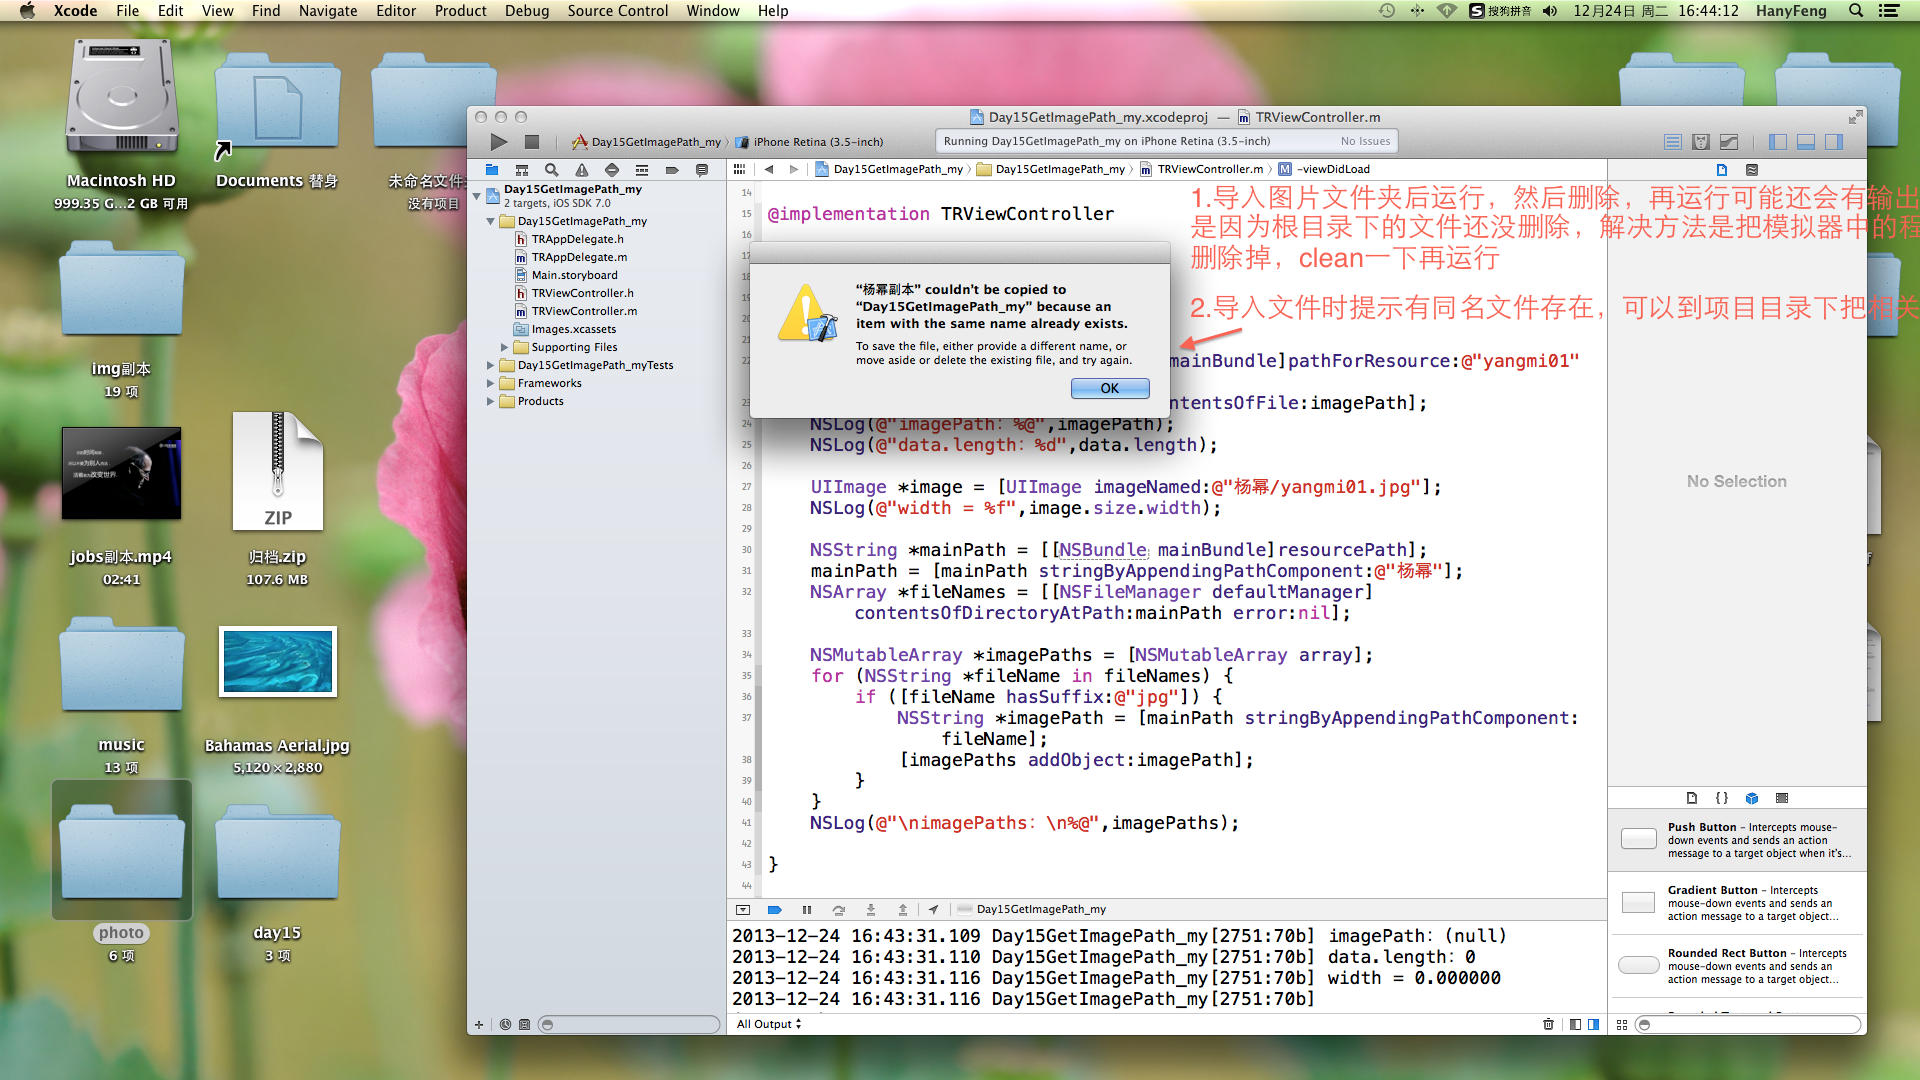 Xcode File Edit View Find Navigate Editor Product Debug Source Control Window Help
搜狗拼音 12月24日 周二 16:44:12 HanyFeng
Macintosh HD
999.35 G...2 GB 可用
Documents 替身
未命名文件夹
没有项目
img副本
19 项
jobs副本.mp4
02:41
ZIP
归档.zip
107.6 MB
music
13 项
Bahamas Aerial.jpg
5,120×2,880
photo
6 项
day15
3 项
Day15GetImagePath_my.xcodeproj — TRViewController.m
Day15GetImagePath_my 〉 iPhone Retina (3.5-inch)
Running Day15GetImagePath_my on iPhone Retina (3.5-inch) No Issues
Day15GetImagePath_my 〉 Day15GetImagePath_my 〉 TRViewController.m 〉 M -viewDidLoad
Day15GetImagePath_my
2 targets, iOS SDK 7.0
Day15GetImagePath_my
TRAppDelegate.h
TRAppDelegate.m
Main.storyboard
TRViewController.h
TRViewController.m
Images.xcassets
Supporting Files
Day15GetImagePath_myTests
Frameworks
Products
14
15 @implementation TRViewController
16
1.导入图片文件夹后运行，然后删除，再运行可能还会有输出
是因为根目录下的文件还没删除，解决方法是把模拟器中的程
删除掉，clean一下再运行
2.导入文件时提示有同名文件存在，可以到项目目录下把相关
“杨幂副本” couldn't be copied to
“Day15GetImagePath_my” because an
item with the same name already exists.
To save the file, either provide a different name, or
move aside or delete the existing file, and try again.
OK
17
18
19
20
21
22 mainBundle]pathForResource:@"yangmi01"
23 ntentsOfFile:imagePath];
24 NSLog(@"imagePath: %@",imagePath);
25 NSLog(@"data.length: %d",data.length);
26
27 UIImage *image = [UIImage imageNamed:@"杨幂/yangmi01.jpg"];
28 NSLog(@"width = %f",image.size.width);
29
30 NSString *mainPath = [[NSBundle mainBundle]resourcePath];
31 mainPath = [mainPath stringByAppendingPathComponent:@"杨幂"];
32 NSArray *fileNames = [[NSFileManager defaultManager]
contentsOfDirectoryAtPath:mainPath error:nil];
33
34 NSMutableArray *imagePaths = [NSMutableArray array];
35 for (NSString *fileName in fileNames) {
36 if ([fileName hasSuffix:@"jpg"]) {
37 NSString *imagePath = [mainPath stringByAppendingPathComponent:
fileName];
38 [imagePaths addObject:imagePath];
39 }
40 }
41 NSLog(@"\nimagePaths: \n%@",imagePaths);
42
43 }
44
Day15GetImagePath_my
2013-12-24 16:43:31.109 Day15GetImagePath_my[2751:70b] imagePath: (null)
2013-12-24 16:43:31.110 Day15GetImagePath_my[2751:70b] data.length: 0
2013-12-24 16:43:31.116 Day15GetImagePath_my[2751:70b] width = 0.000000
2013-12-24 16:43:31.116 Day15GetImagePath_my[2751:70b]
All Output
No Selection
Push Button – Intercepts mouse-
down events and sends an action
message to a target object when it's...
Gradient Button – Intercepts
mouse-down events and sends an
action message to a target object...
Rounded Rect Button – Intercepts
mouse-down events and sends an
action message to a target object...